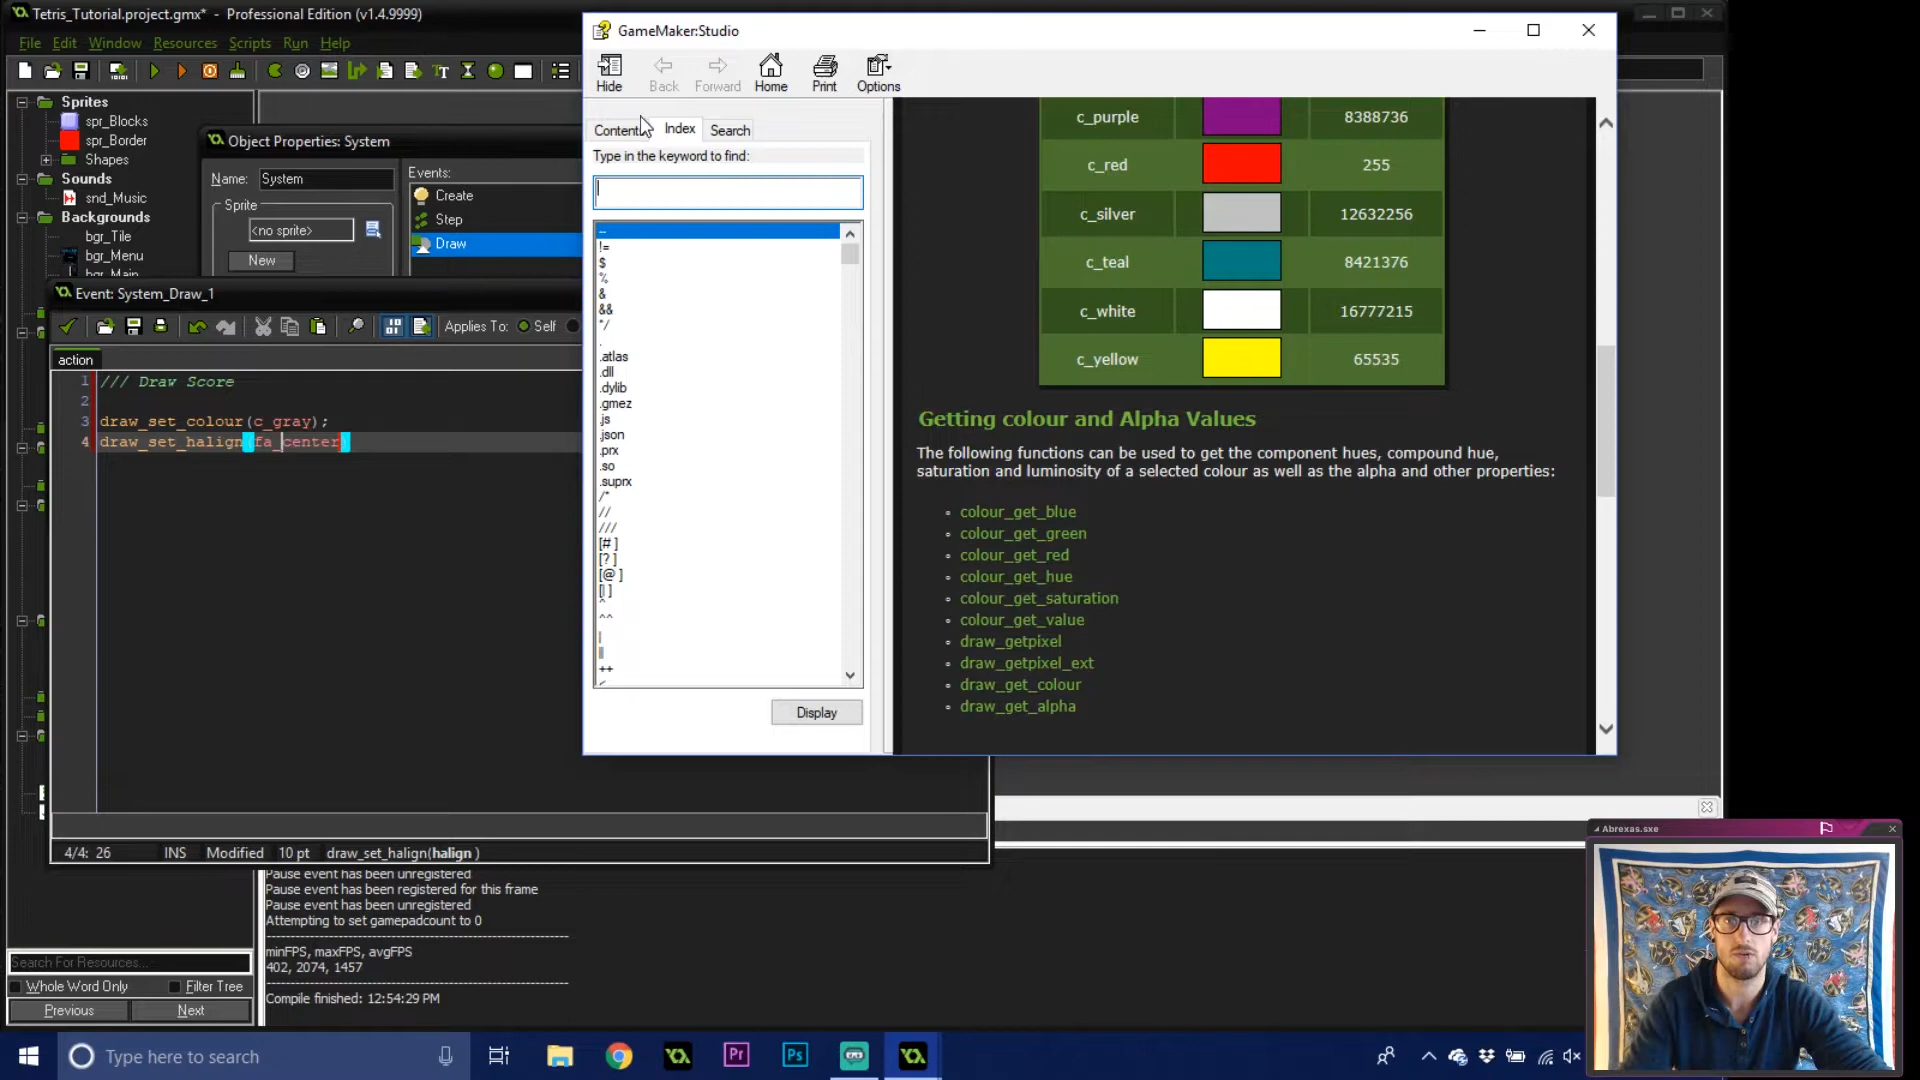 Tetris_Tutorial.project.gmx* - Professional Edition (v1.4.9999)
File Edit Window Resources Scripts Run Help
Sprites
spr_Blocks
spr_Border
Shapes
Sounds
snd_Music
Backgrounds
bgr_Tile
bgr_Menu
bgr_Main
Object Properties: System
Name: System
Sprite
<no sprite>
New
Events:
Create
Step
Draw
Event: System_Draw_1
Applies To: Self
action
1 /// Draw Score
2
3 draw_set_colour(c_gray);
4 draw_set_halign(fa_center)
4/4: 26 INS Modified 10 pt draw_set_halign(halign )
Pause event has been unregistered
Pause event has been registered for this frame
Pause event has been unregistered
Attempting to set gamepadcount to 0
minFPS, maxFPS, avgFPS
402, 2074, 1457
Compile finished: 12:54:29 PM
Search For Resources...
Whole Word Only Filter Tree
Previous Next
GameMaker:Studio
Hide Back Forward Home Print Options
Index Search
Type in the keyword to find:
--
!=
$
%
&
&&
*/
.
.atlas
.dll
.dylib
.gmez
.js
.json
.prx
.so
.suprx
/*
//
///
[# ]
[? ]
[@ ]
[| ]
^
^^
|
||
++
<
Display
c_purple 8388736
c_red 255
c_silver 12632256
c_teal 8421376
c_white 16777215
c_yellow 65535
Getting colour and Alpha Values
The following functions can be used to get the component hues, compound hue,
saturation and luminosity of a selected colour as well as the alpha and other properties:
colour_get_blue
colour_get_green
colour_get_red
colour_get_hue
colour_get_saturation
colour_get_value
draw_getpixel
draw_getpixel_ext
draw_get_colour
draw_get_alpha
Abrexas.sxe
Type here to search
Pr
Ps